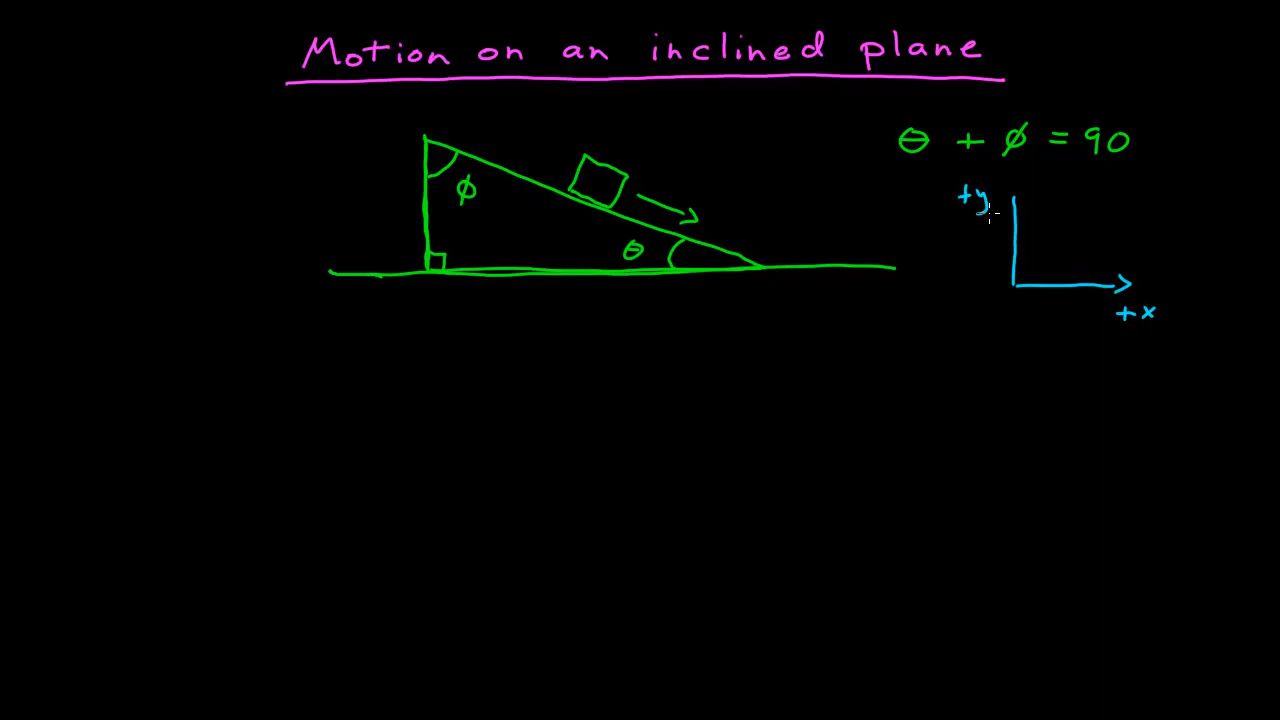 Motion on an inclined plane
θ + ϕ = 90
ϕ
+y
θ
+x